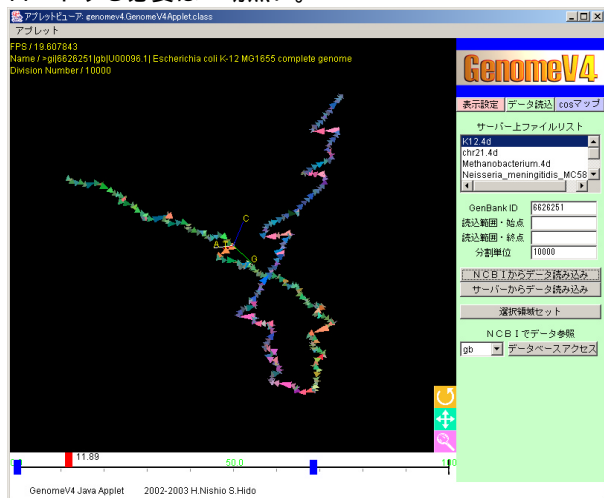 アプレットビューア: genomev4.GenomeV4Applet.class
アプレット
FPS / 19.607843
Name / >gi|6626251|gb|U00096.1| Escherichia coli K-12 MG1655 complete genome
Division Number / 10000
C
A
T
G
GenomeV4
表示設定 データ読込 cosマップ
サーバー上ファイルリスト
K12.4d
chr21.4d
Methanobacterium.4d
Neisseria_meningitidis_MC58
GenBank ID 6626251
読込範囲・始点
読込範囲・終点
分割単位 10000
NCBIからデータ読み込み
サーバーからデータ読み込み
選択領域セット
NCBIでデータ参照
gb データベースアクセス
11.89
50.0
GenomeV4 Java Applet 2002-2003 H.Nishio S.Hido